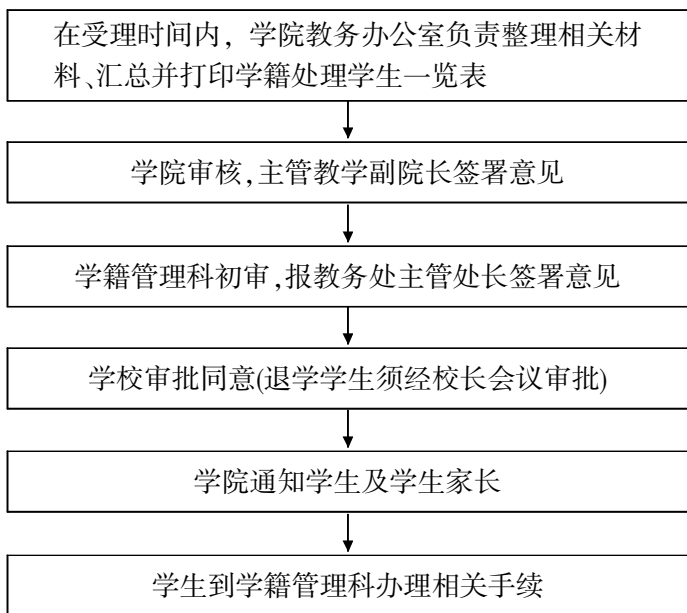 在受理时间内，学院教务办公室负责整理相关材
料、汇总并打印学籍处理学生一览表
学院审核,主管教学副院长签署意见
学籍管理科初审,报教务处主管处长签署意见
学校审批同意(退学学生须经校长会议审批)
学院通知学生及学生家长
学生到学籍管理科办理相关手续